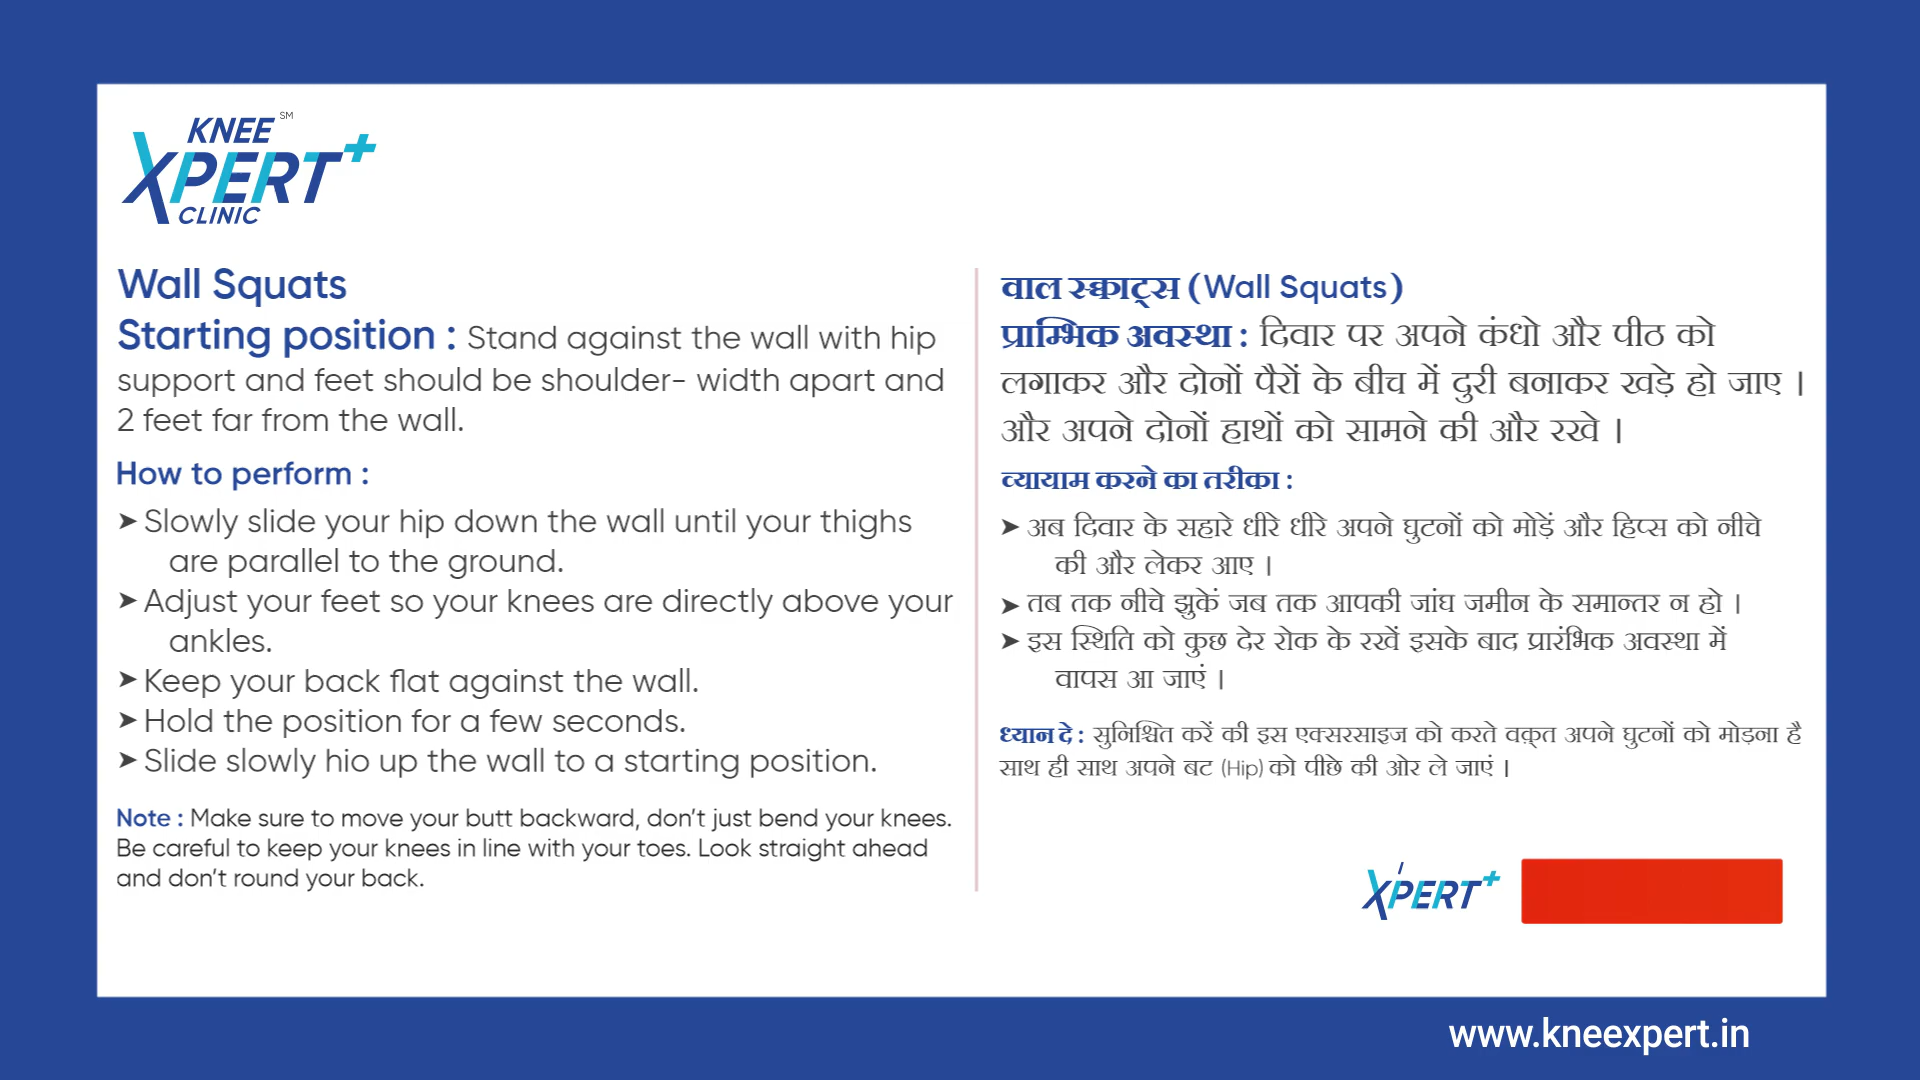 KNEE SM
XPERT+
CLINIC
Wall Squats
Starting position : Stand against the wall with hip
support and feet should be shoulder- width apart and
2 feet far from the wall.
How to perform :
➤ Slowly slide your hip down the wall until your thighs
are parallel to the ground.
➤ Adjust your feet so your knees are directly above your
ankles.
➤ Keep your back flat against the wall.
➤ Hold the position for a few seconds.
➤ Slide slowly hio up the wall to a starting position.
Note : Make sure to move your butt backward, don’t just bend your knees.
Be careful to keep your knees in line with your toes. Look straight ahead
and don’t round your back.
वाल स्क्वाट्स (Wall Squats)
प्राम्भिक अवस्था : दिवार पर अपने कंधो और पीठ को
लगाकर और दोनों पैरों के बीच में दुरी बनाकर खड़े हो जाए ।
और अपने दोनों हाथों को सामने की और रखे ।
व्यायाम करने का तरीका :
➤ अब दिवार के सहारे धीरे धीरे अपने घुटनों को मोड़ें और हिप्स को नीचे
की और लेकर आए ।
➤ तब तक नीचे झुकें जब तक आपकी जांघ जमीन के समान्तर न हो ।
➤ इस स्थिति को कुछ देर रोक के रखें इसके बाद प्रारंभिक अवस्था में
वापस आ जाएं ।
ध्यान दे : सुनिश्चित करें की इस एक्सरसाइज को करते वक़्त अपने घुटनों को मोड़ना है
साथ ही साथ अपने बट (Hip) को पीछे की ओर ले जाएं ।
XPERT+
www.kneexpert.in